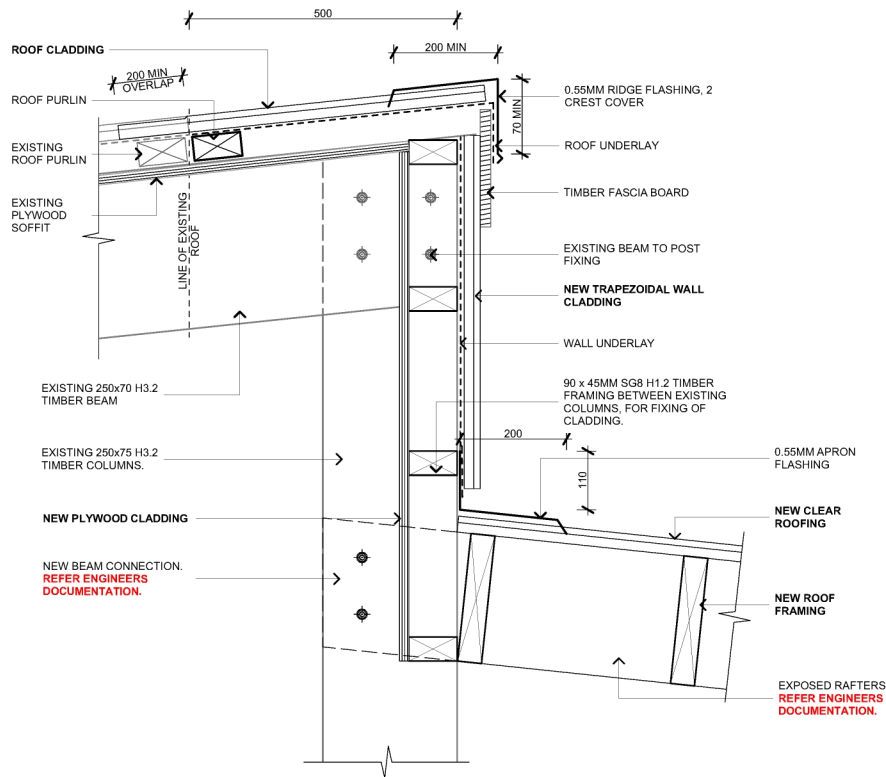 500
ROOF CLADDING
200 MIN
200 MIN
OVERLAP
0.55MM RIDGE FLASHING, 2
CREST COVER
70 MIN
ROOF PURLIN
EXISTING
ROOF PURLIN
ROOF UNDERLAY
TIMBER FASCIA BOARD
EXISTING
PLYWOOD
SOFFIT
LINE OF EXISTING
ROOF
EXISTING BEAM TO POST
FIXING
NEW TRAPEZOIDAL WALL
CLADDING
WALL UNDERLAY
EXISTING 250x70 H3.2
TIMBER BEAM
90 x 45MM SG8 H1.2 TIMBER
FRAMING BETWEEN EXISTING
COLUMNS, FOR FIXING OF
CLADDING.
200
EXISTING 250x75 H3.2
TIMBER COLUMNS.
110
0.55MM APRON
FLASHING
NEW PLYWOOD CLADDING
NEW CLEAR
ROOFING
NEW BEAM CONNECTION.
REFER ENGINEERS
DOCUMENTATION.
NEW ROOF
FRAMING
EXPOSED RAFTERS
REFER ENGINEERS
DOCUMENTATION.